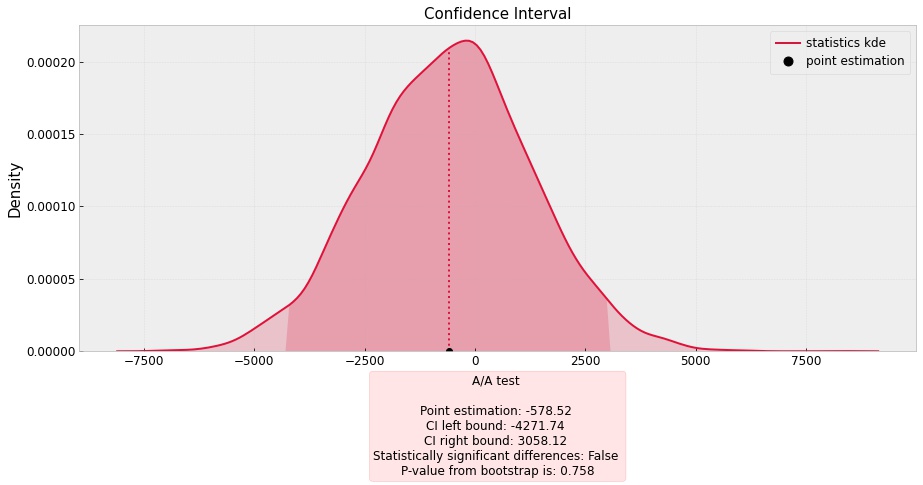 Confidence Interval
statistics kde
point estimation
Density
0.00020
0.00015
0.00010
0.00005
0.00000
−7500 −5000 −2500 0 2500 5000 7500
A/A test
Point estimation: -578.52
CI left bound: -4271.74
CI right bound: 3058.12
Statistically significant differences: False
P-value from bootstrap is: 0.758